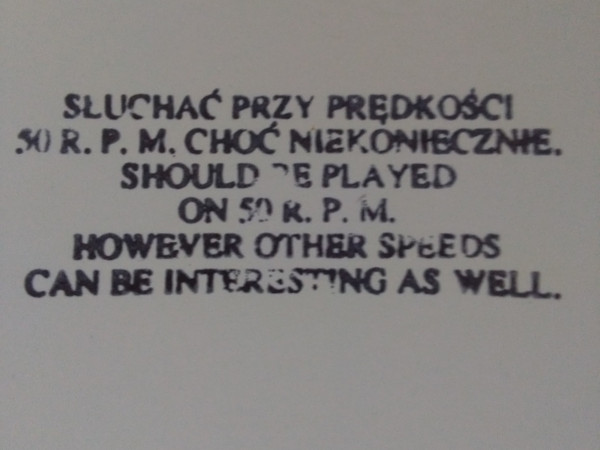 SŁUCHAĆ PRZY PRĘDKOŚCI
50 R. P. M. CHOĆ NIEKONIECZNIE.
SHOULD BE PLAYED
ON 50 R. P. M.
HOWEVER OTHER SPEEDS
CAN BE INTERESTING AS WELL.